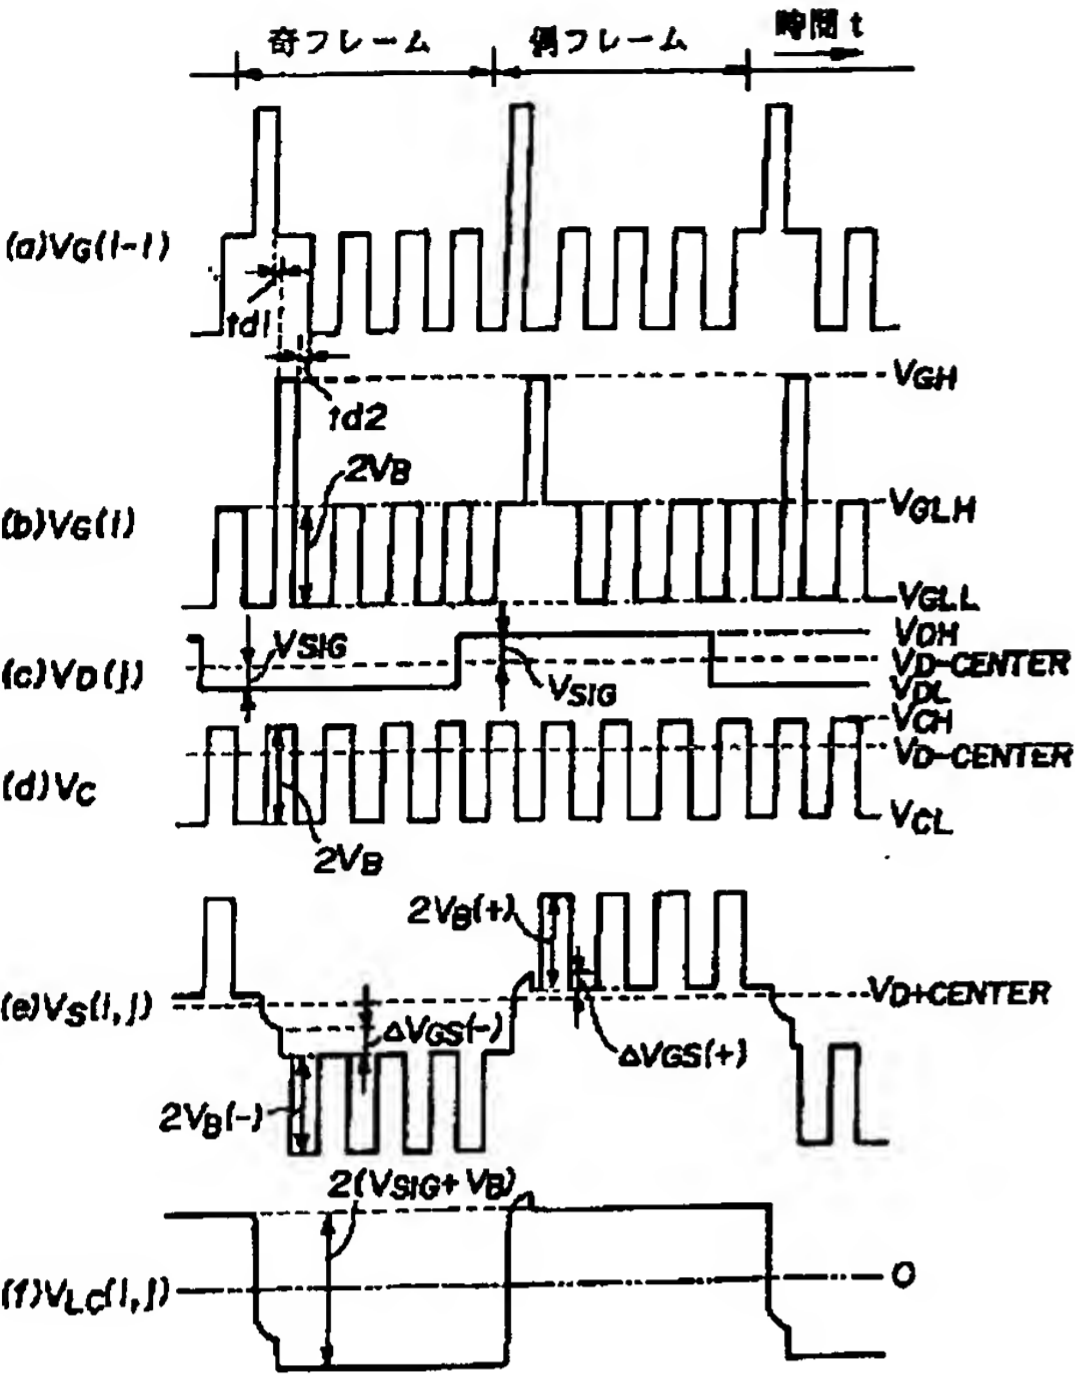 奇フレーム
偶フレーム
時間 t
(a) VG(i-1)
td1
VGH
td2
2VB
(b) VG(i)
VGLH
VGLL
VDH
VSIG
VD-CENTER
(c) VD(j)
VSIG
VDL
VCH
VD-CENTER
(d) VC
VCL
2VB
2VB(+)
(e) VS(i,j)
VD+CENTER
ΔVGS(-)
ΔVGS(+)
2VB(-)
2(VSIG+VB)
(f) VLC(i,j)
0